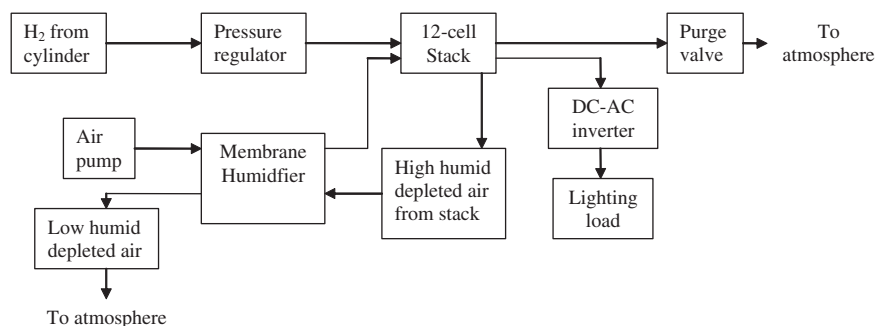 H₂ from
cylinder
Pressure
regulator
12-cell
Stack
Purge
valve
To
atmosphere
DC-AC
inverter
Air
pump
Membrane
Humidfier
High humid
depleted air
from stack
Lighting
load
Low humid
depleted air
To atmosphere